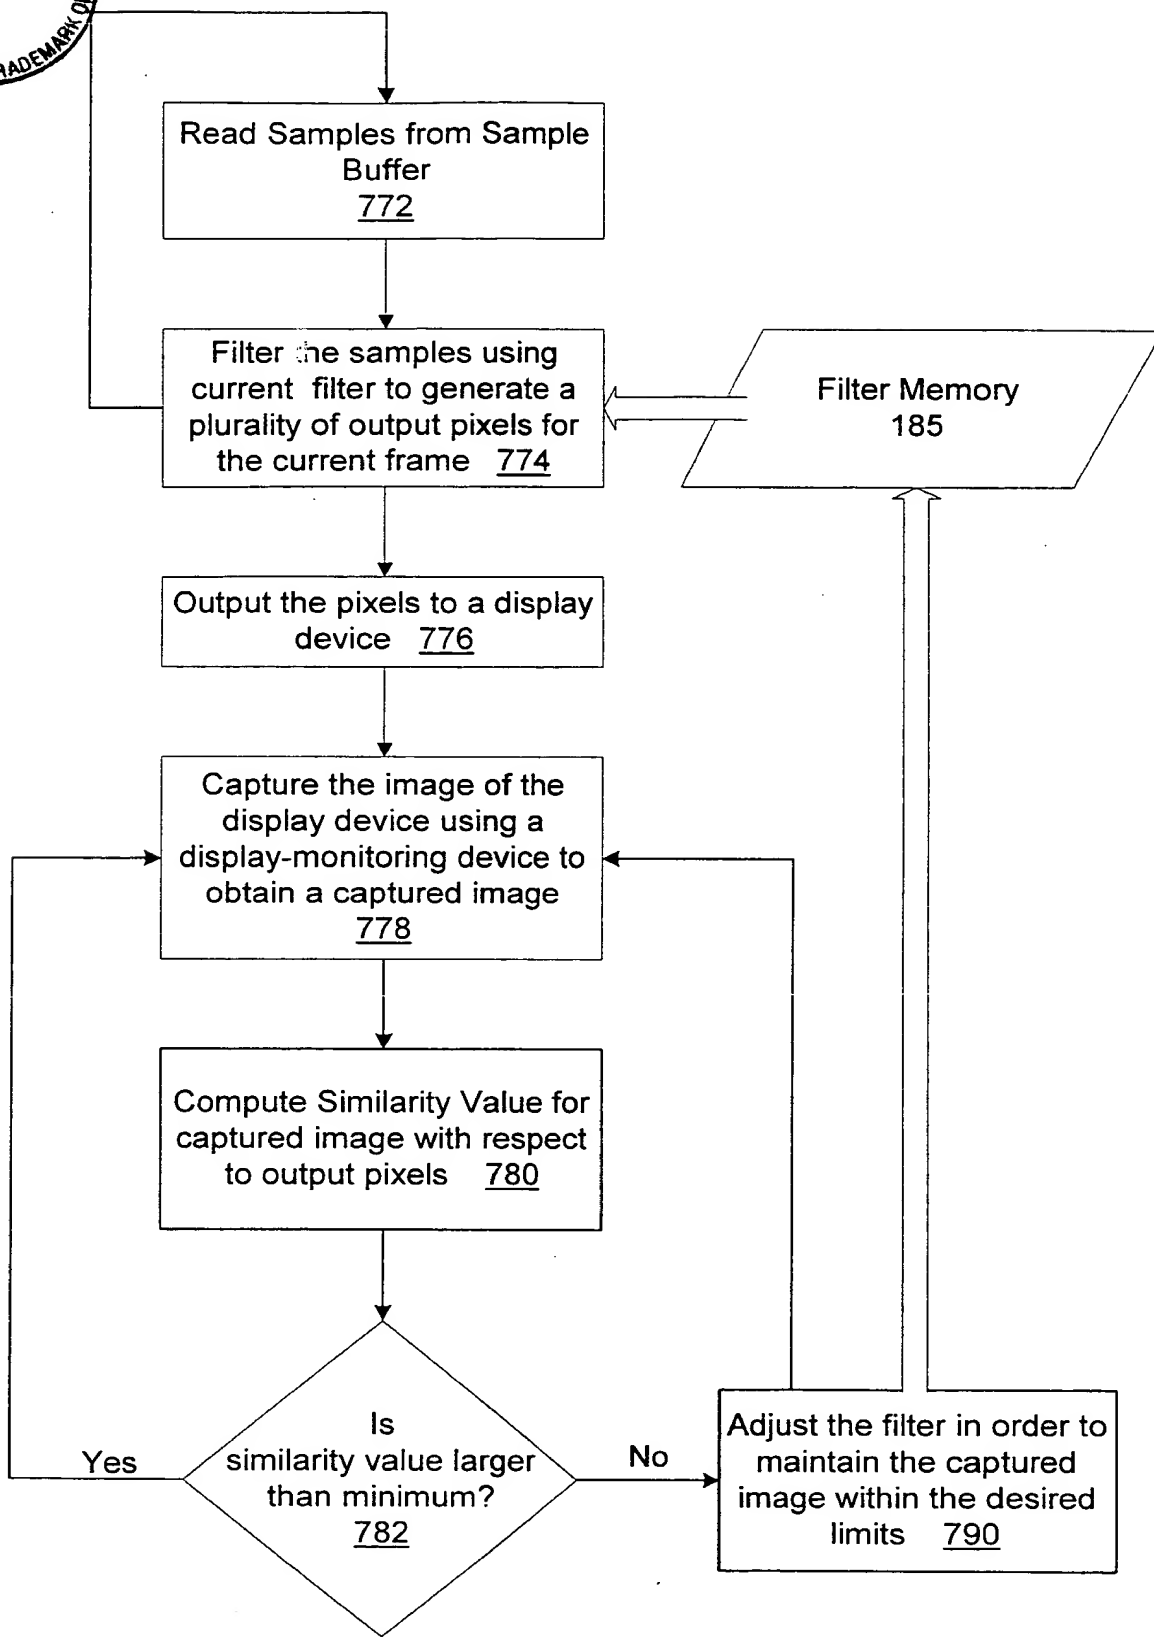 TRADEMARK
Read Samples from Sample
Buffer
772
Filter the samples using
current filter to generate a
plurality of output pixels for
the current frame 774
Filter Memory
185
Output the pixels to a display
device 776
Capture the image of the
display device using a
display-monitoring device to
obtain a captured image
778
Compute Similarity Value for
captured image with respect
to output pixels 780
Is
similarity value larger
than minimum?
782
Yes
No
Adjust the filter in order to
maintain the captured
image within the desired
limits 790